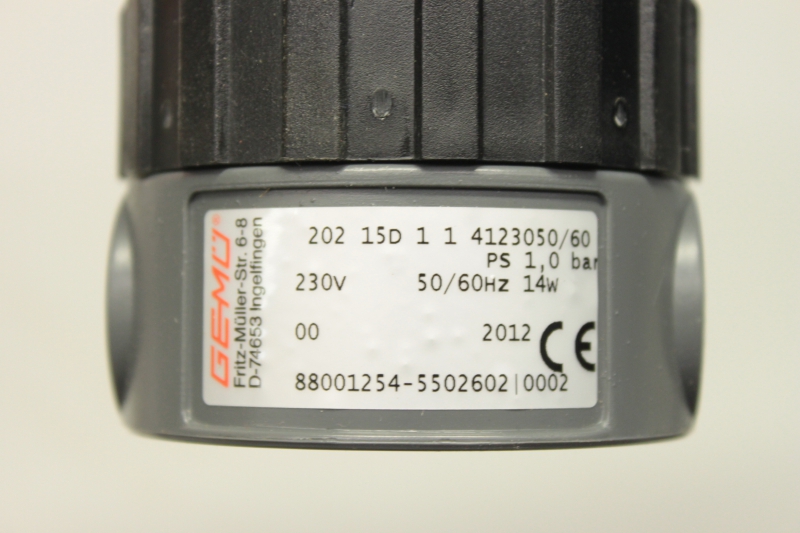 GEMÜ®
Fritz-Müller-Str. 6-8
D-74653 Ingelfingen
202 15D 1 1 4123050/60
PS 1,0 bar
230V 50/60Hz 14W
00 2012 CE
88001254-5502602|0002